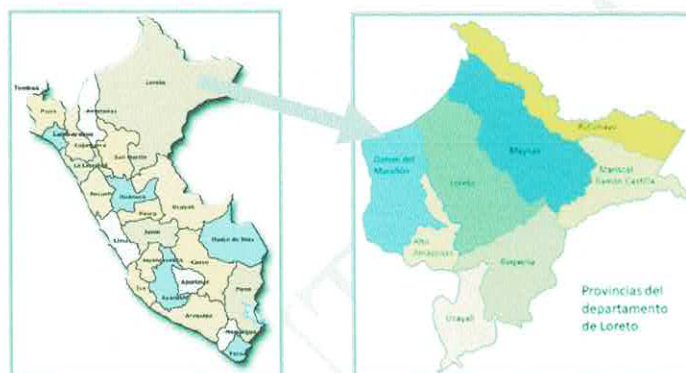 Loreto
Tumbes
Piura
Amazonas
Lambayeque
Cajamarca
San Martín
La Libertad
Ancash
Huánuco
Ucayali
Pasco
Junín
Lima
Madre de Dios
Cusco
Ica
Apurímac
Ayacucho
Puno
Arequipa
Moquegua
Tacna
Putumayo
Maynas
Datem del
Marañón
Loreto
Mariscal
Ramón Castilla
Alto
Amazonas
Requena
Ucayali
Provincias del
departamento
de Loreto